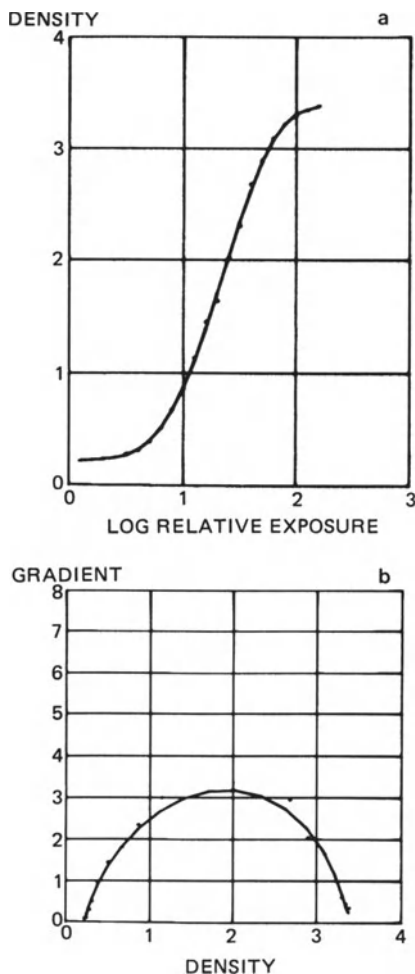 DENSITY a
4
3
2
1
0
0 1 2 3
LOG RELATIVE EXPOSURE
GRADIENT b
8
7
6
5
4
3
2
1
0
0 1 2 3 4
DENSITY